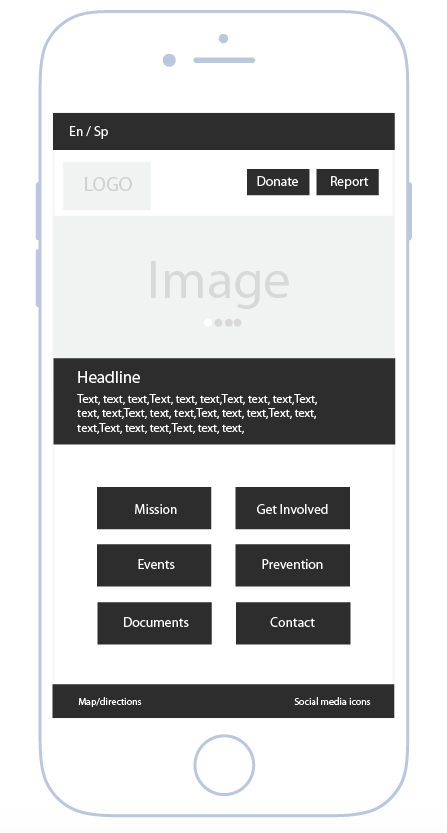 En / Sp
LOGO
Donate
Report
Image
Headline
Text, text, text,Text, text, text,Text, text, text,Text,
text, text,Text, text, text,Text, text, text,Text, text,
text,Text, text, text,Text, text, text,
Mission
Get Involved
Events
Prevention
Documents
Contact
Map/directions
Social media icons